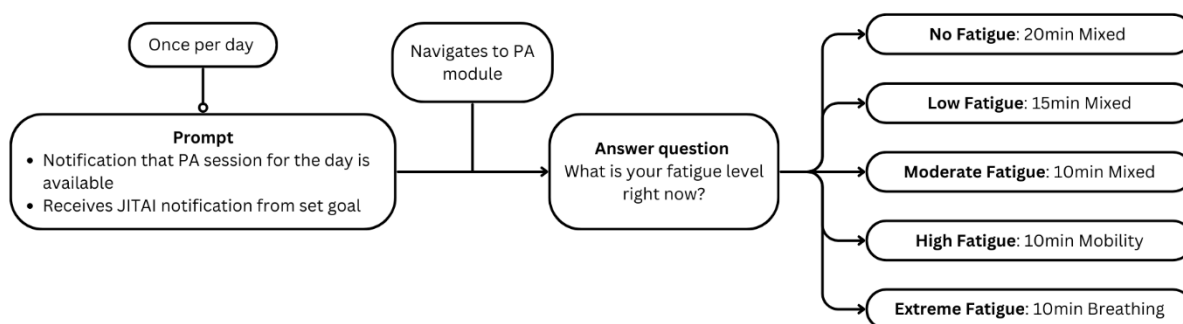 Once per day
Prompt
• Notification that PA session for the day is
available
• Receives JITAI notification from set goal
Navigates to PA
module
Answer question
What is your fatigue level
right now?
No Fatigue: 20min Mixed
Low Fatigue: 15min Mixed
Moderate Fatigue: 10min Mixed
High Fatigue: 10min Mobility
Extreme Fatigue: 10min Breathing